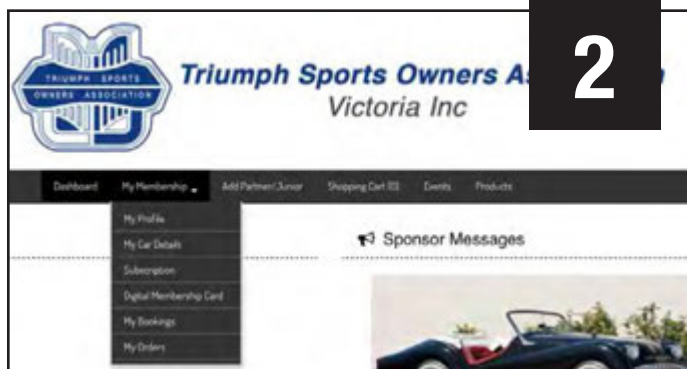 TRIUMPH SPORTS
OWNERS ASSOCIATION
Triumph Sports Owners A
Victoria Inc
2
Dashboard My Membership Add Partner/Junior Shopping Cart (0) Events Products
My Profile
My Car Details
Subscription
Digital Membership Card
My Bookings
My Orders
Sponsor Messages